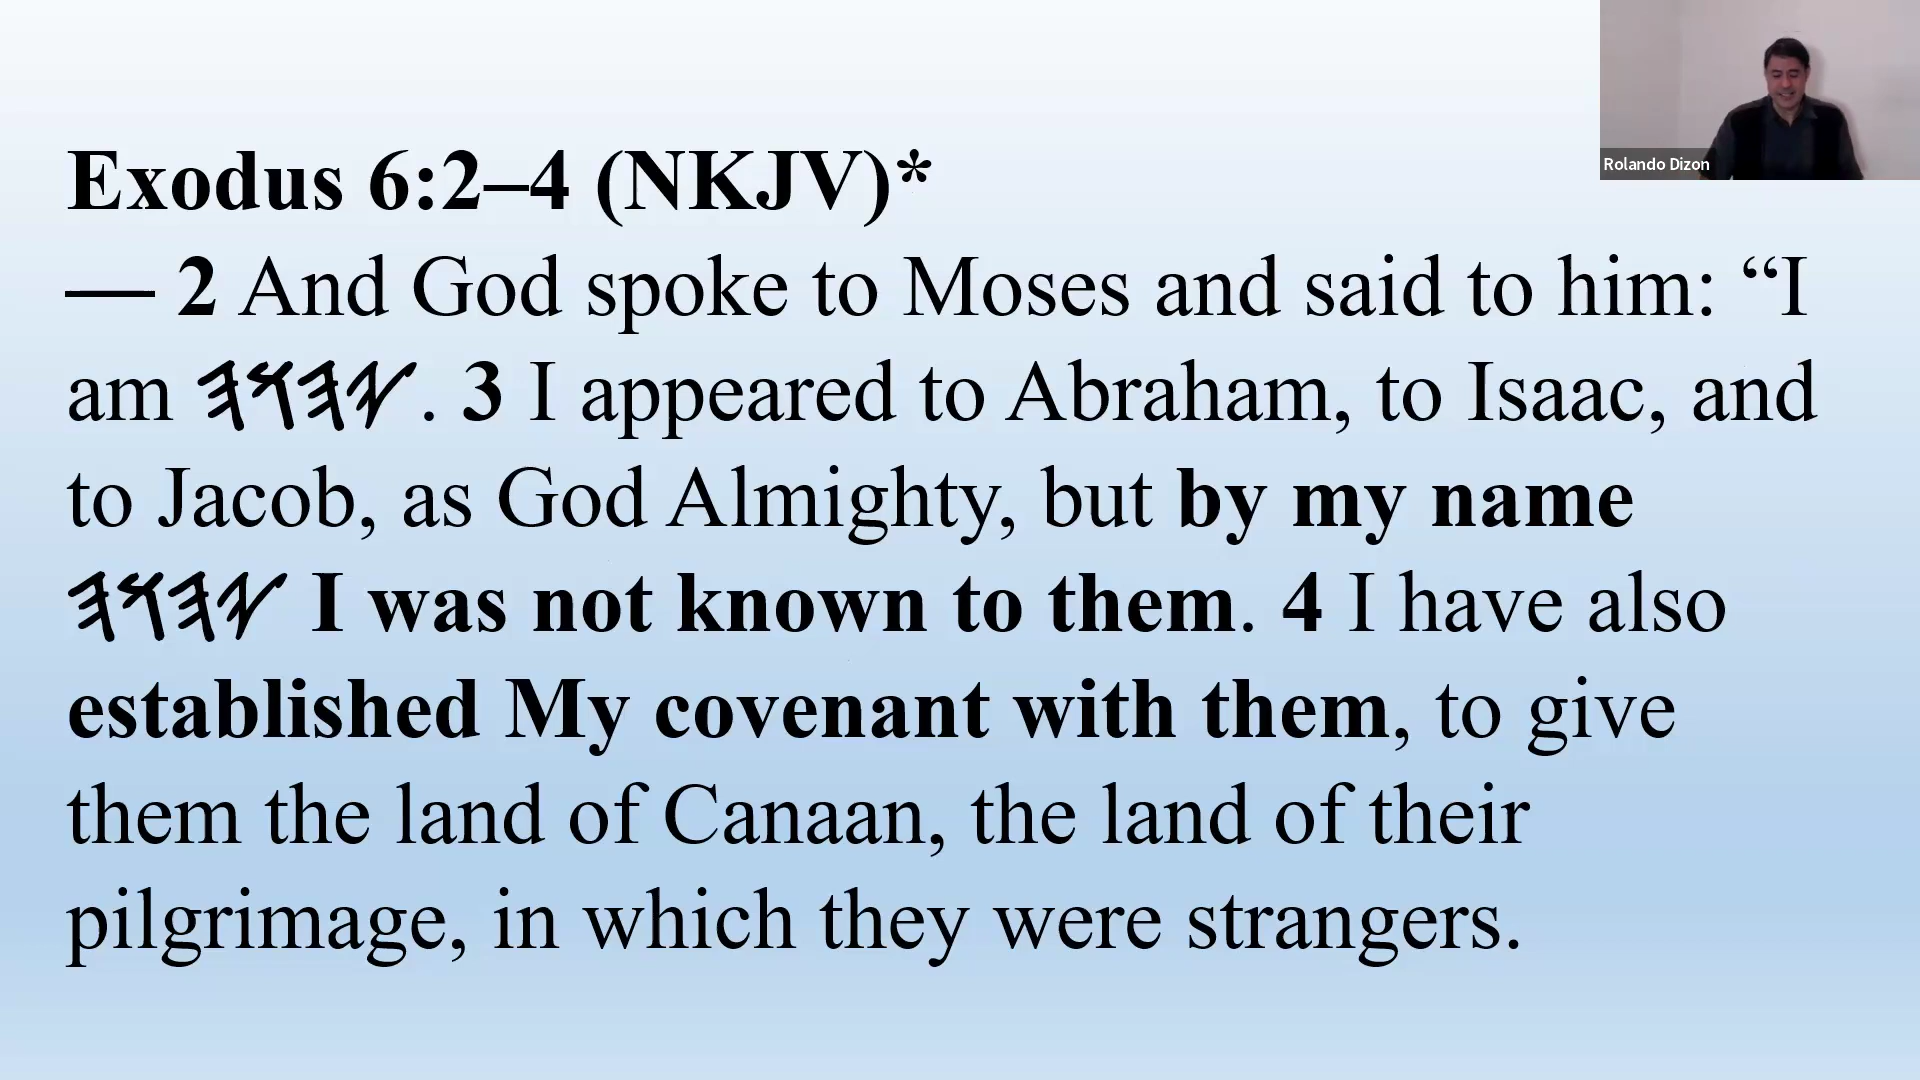 Rolando Dizon
Exodus 6:2–4 (NKJV)*
— 2 And God spoke to Moses and said to him: “I
am 𐤉𐤄𐤅𐤄. 3 I appeared to Abraham, to Isaac, and
to Jacob, as God Almighty, but by my name
𐤉𐤄𐤅𐤄 I was not known to them. 4 I have also
established My covenant with them, to give
them the land of Canaan, the land of their
pilgrimage, in which they were strangers.